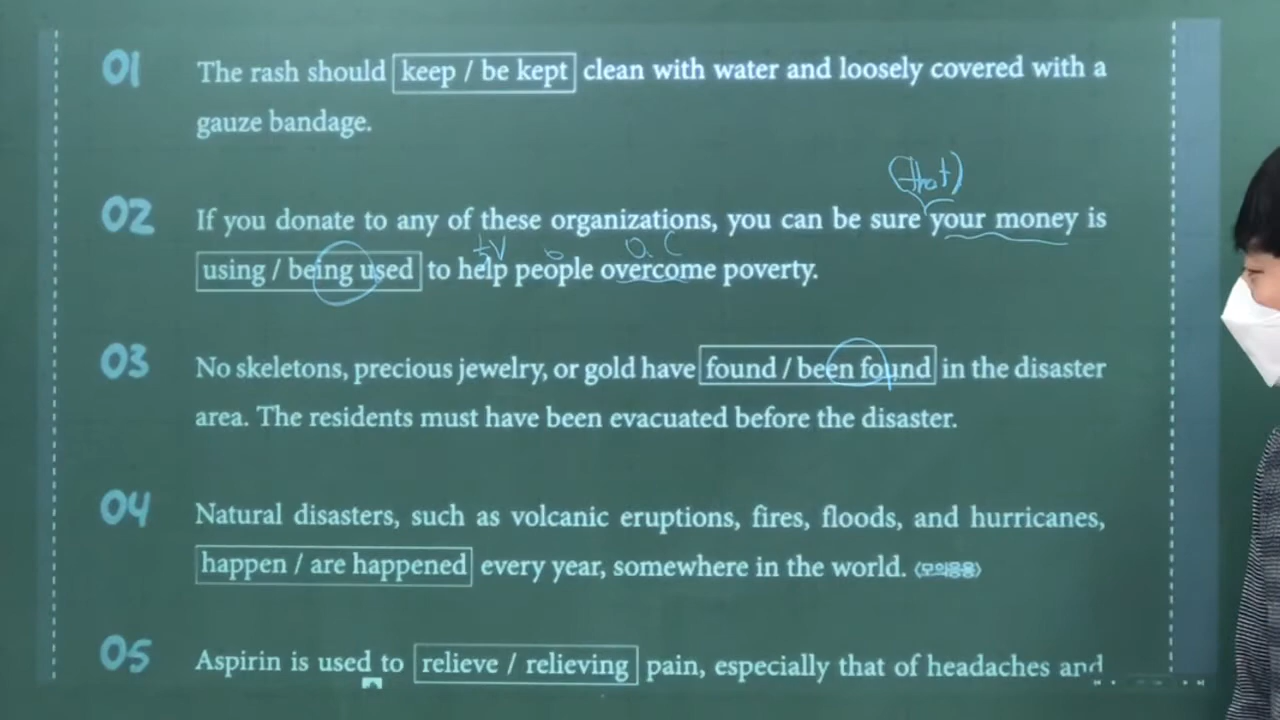 01 The rash should keep / be kept clean with water and loosely covered with a
gauze bandage.
(that)
02 If you donate to any of these organizations, you can be sure your money is
tV o o.c
using / being used to help people overcome poverty.
03 No skeletons, precious jewelry, or gold have found / been found in the disaster
area. The residents must have been evacuated before the disaster.
04 Natural disasters, such as volcanic eruptions, fires, floods, and hurricanes,
happen / are happened every year, somewhere in the world. <모의응용>
05 Aspirin is used to relieve / relieving pain, especially that of headaches and